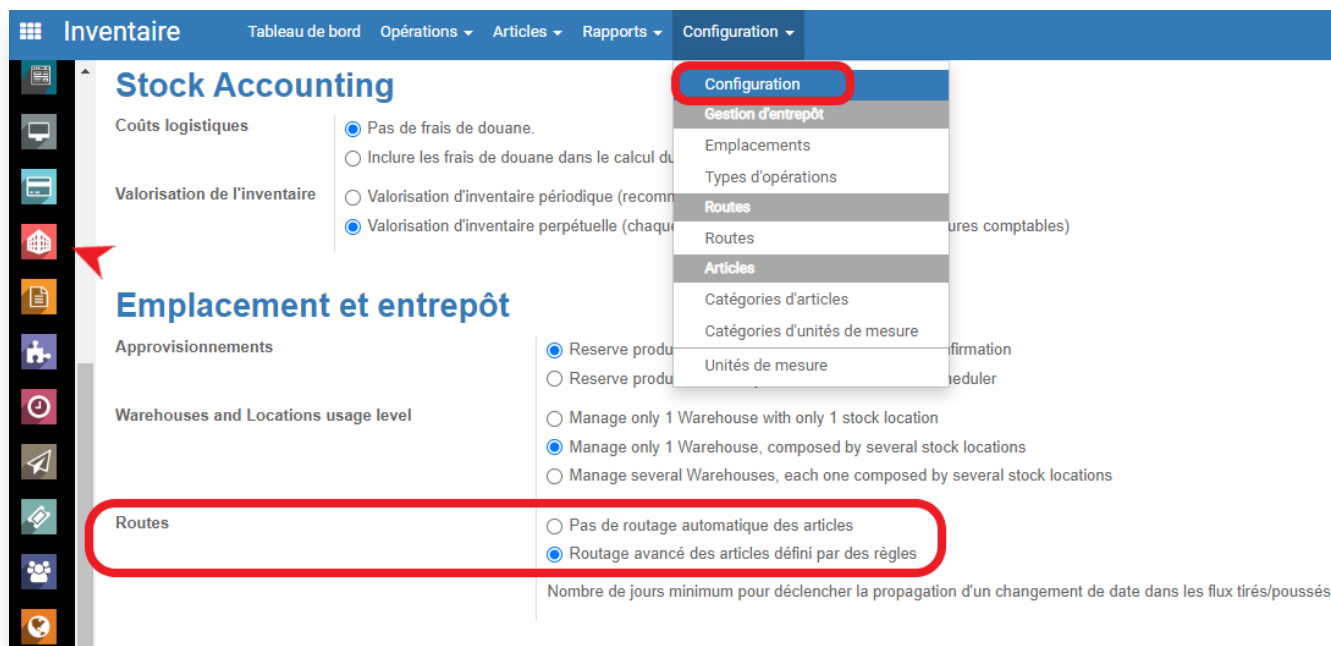 Inventaire Tableau de bord Opérations Articles Rapports Configuration
Configuration
Gestion d'entrepôt
Emplacements
Types d'opérations
Routes
Routes
Articles
Catégories d'articles
Catégories d'unités de mesure
Unités de mesure
Stock Accounting
Coûts logistiques
Pas de frais de douane.
Inclure les frais de douane dans le calcul du
Valorisation de l'inventaire
Valorisation d'inventaire périodique (recomm
Valorisation d'inventaire perpétuelle (chaque ures comptables)
Emplacement et entrepôt
Approvisionnements
Reserve produ firmation
Reserve produ heduler
Warehouses and Locations usage level
Manage only 1 Warehouse with only 1 stock location
Manage only 1 Warehouse, composed by several stock locations
Manage several Warehouses, each one composed by several stock locations
Routes
Pas de routage automatique des articles
Routage avancé des articles défini par des règles
Nombre de jours minimum pour déclencher la propagation d'un changement de date dans les flux tirés/poussés